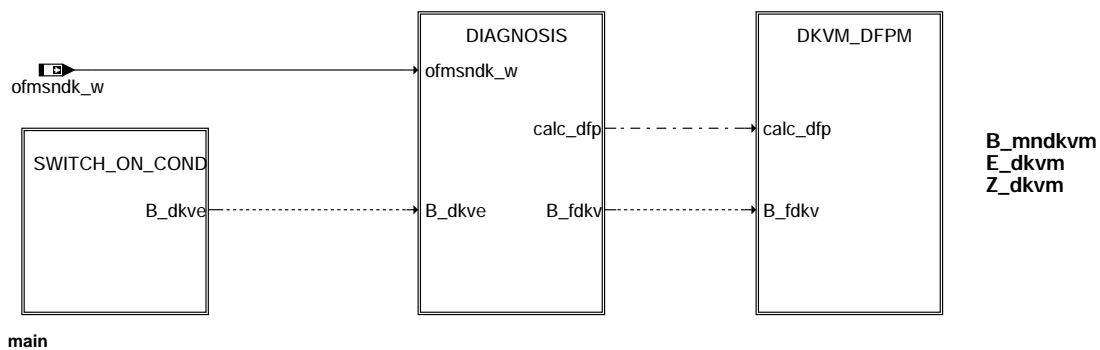 DIAGNOSIS
DKVM_DFPM
ofmsndk_w
ofmsndk_w
calc_dfp
calc_dfp
SWITCH_ON_COND
B_dkve
B_dkve
B_fdkv
B_fdkv
B_mndkvm
E_dkvm
Z_dkvm
main